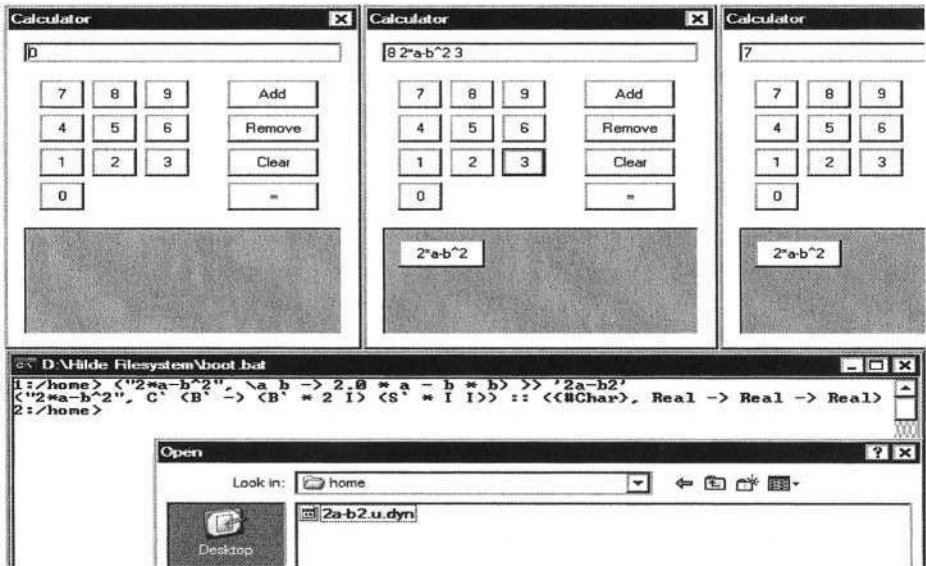 Calculator
0
7 8 9 Add
4 5 6 Remove
1 2 3 Clear
0 =
Calculator
8 2*a-b^2 3
7 8 9 Add
4 5 6 Remove
1 2 3 Clear
0 =
2*a-b^2
Calculator
7
7 8 9
4 5 6
1 2 3
0
2*a-b^2
D:\Hilde Filesystem\boot.bat
1:/home> ("2*a-b^2", \a b -> 2.0 * a - b * b) >> '2a-b2'
("2*a-b^2", C` (B` -> (B` * 2 I) (S` * I I)) :: ({#Char}, Real -> Real -> Real)
2:/home>
Open
Look in: home
2a-b2.u.dyn
Desktop